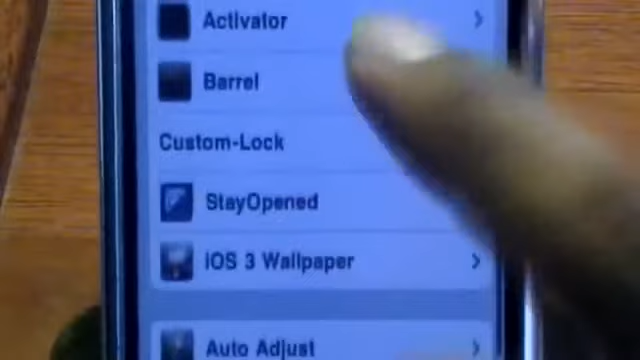 Activator
Barrel
Custom-Lock
StayOpened
iOS 3 Wallpaper
Auto Adjust